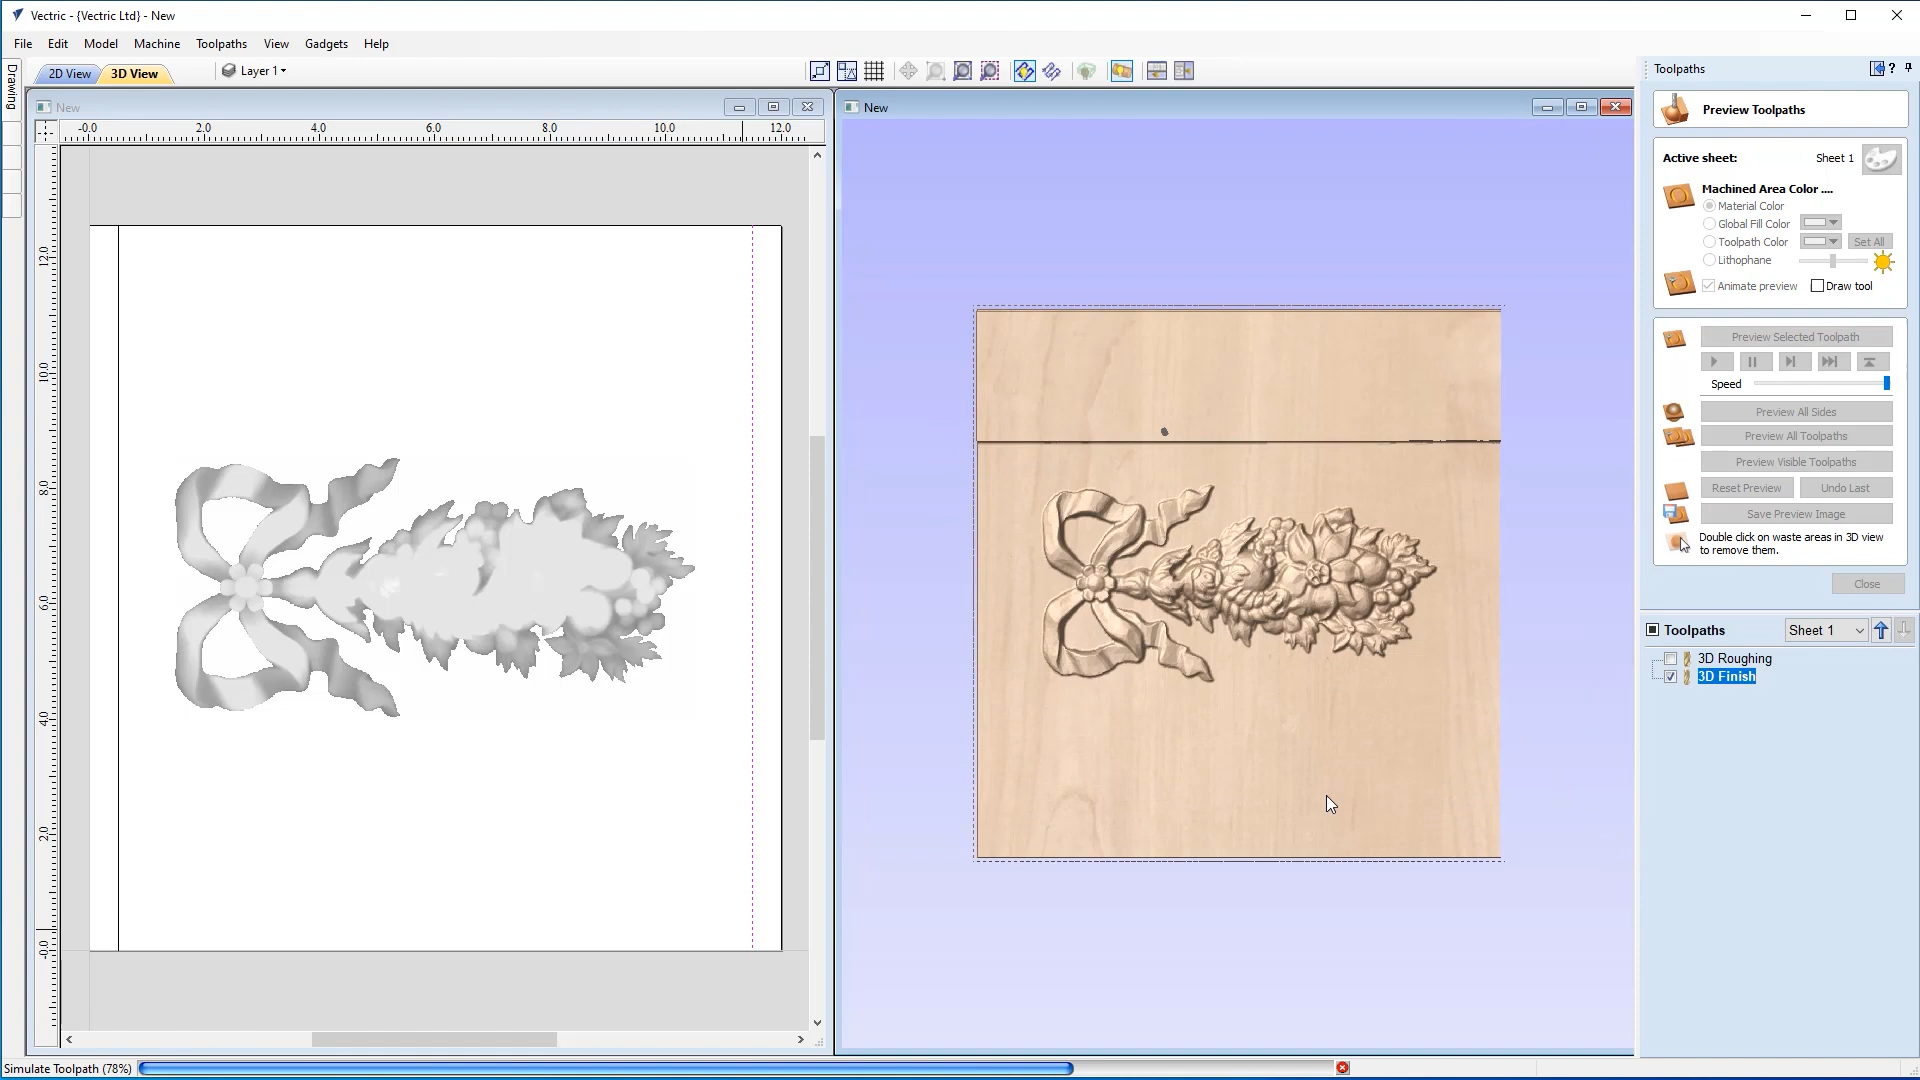 Vectric - {Vectric Ltd} - New
File Edit Model Machine Toolpaths View Gadgets Help
Drawing
2D View 3D View Layer 1
New
New
-0.0 2.0 4.0 6.0 8.0 10.0 12.0
12.0
10.0
8.0
6.0
4.0
2.0
-0.0
Toolpaths
Preview Toolpaths
Active sheet: Sheet 1
Machined Area Color ....
Material Color
Global Fill Color
Toolpath Color Set All
Lithophane
Animate preview Draw tool
Preview Selected Toolpath
Speed
Preview All Sides
Preview All Toolpaths
Preview Visible Toolpaths
Reset Preview Undo Last
Save Preview Image
Double click on waste areas in 3D view
to remove them.
Close
Toolpaths Sheet 1
3D Roughing
3D Finish
Simulate Toolpath (78%)